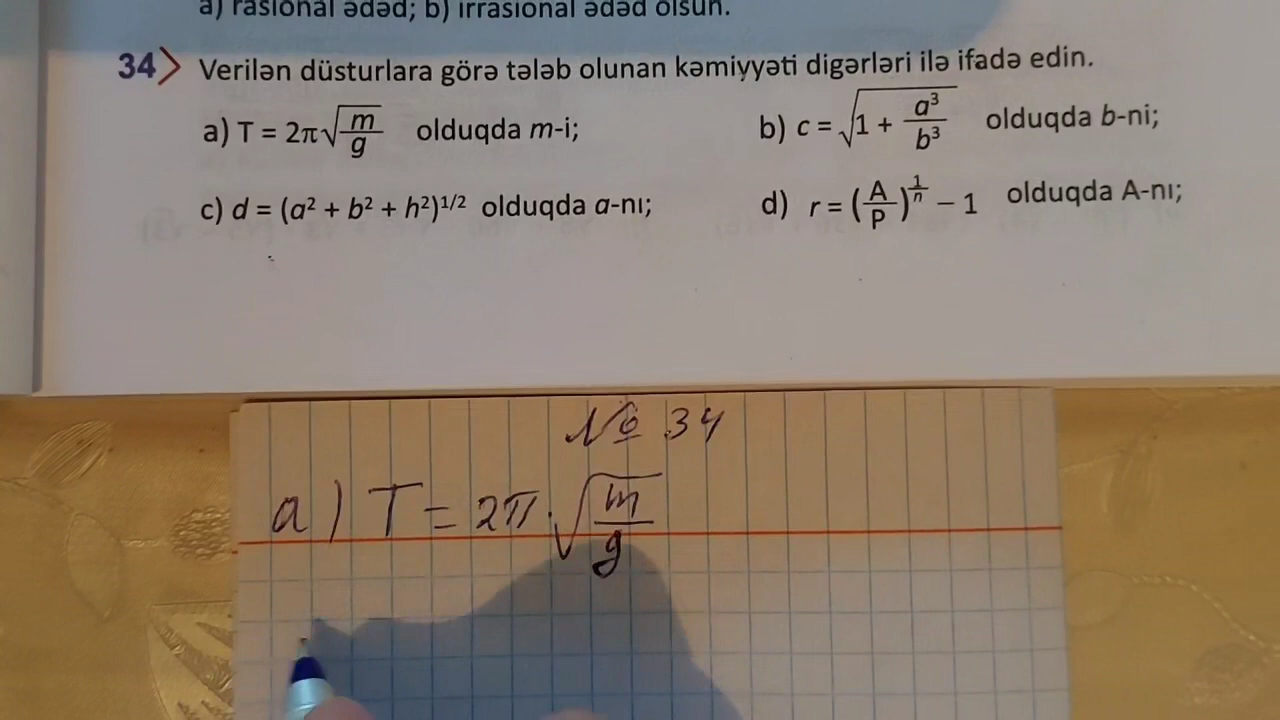 a) rasional ədəd; b) irrasional ədəd olsun.
34 Verilən düsturlara görə tələb olunan kəmiyyəti digərləri ilə ifadə edin.
a) T = 2π√(m/g) olduqda m-i; b) c = √(1 + a³/b³) olduqda b-ni;
c) d = (a² + b² + h²)^1/2 olduqda a-nı; d) r = (A/P)^(1/n) – 1 olduqda A-nı;
№ 34
a) T = 2π · √(m/g)